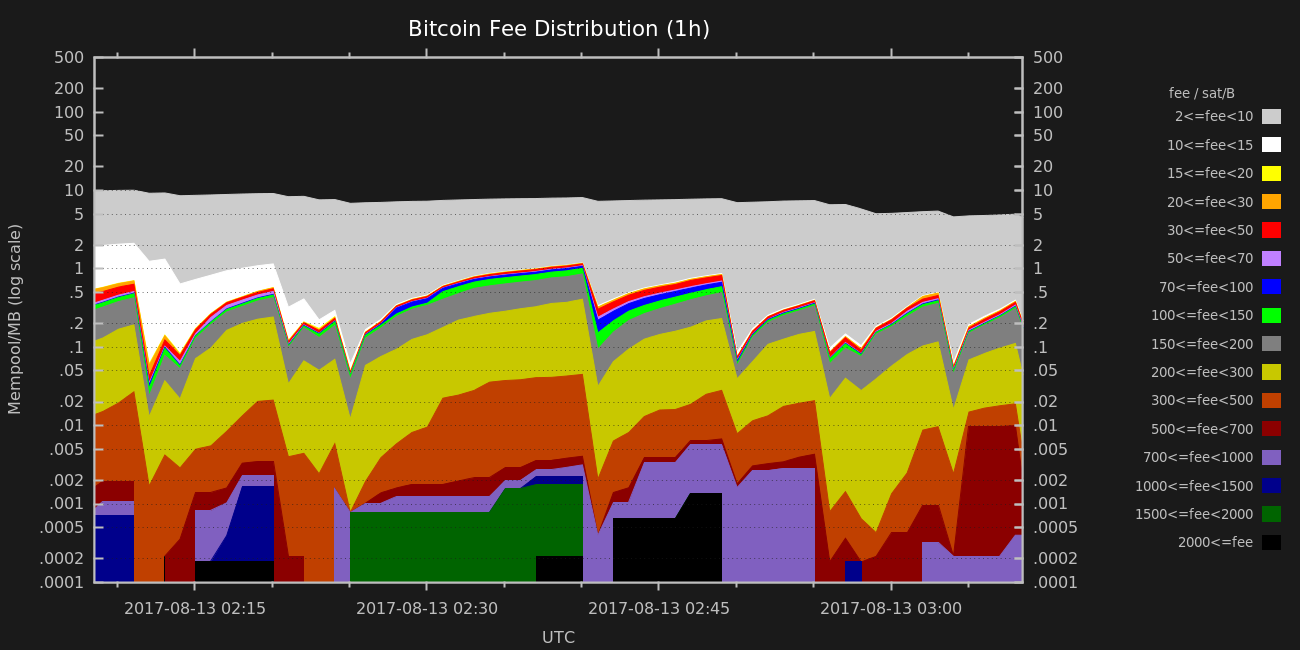 Bitcoin Fee Distribution (1h)
500 500
200 200
100 100
50 50
20 20
10 10
5 5
2 2
1 1
.5 .5
.2 .2
.1 .1
.05 .05
.02 .02
.01 .01
.005 .005
.002 .002
.001 .001
.0005 .0005
.0002 .0002
.0001 .0001
Mempool/MB (log scale)
2017-08-13 02:15 2017-08-13 02:30 2017-08-13 02:45 2017-08-13 03:00
UTC
fee / sat/B
2<=fee<10
10<=fee<15
15<=fee<20
20<=fee<30
30<=fee<50
50<=fee<70
70<=fee<100
100<=fee<150
150<=fee<200
200<=fee<300
300<=fee<500
500<=fee<700
700<=fee<1000
1000<=fee<1500
1500<=fee<2000
2000<=fee